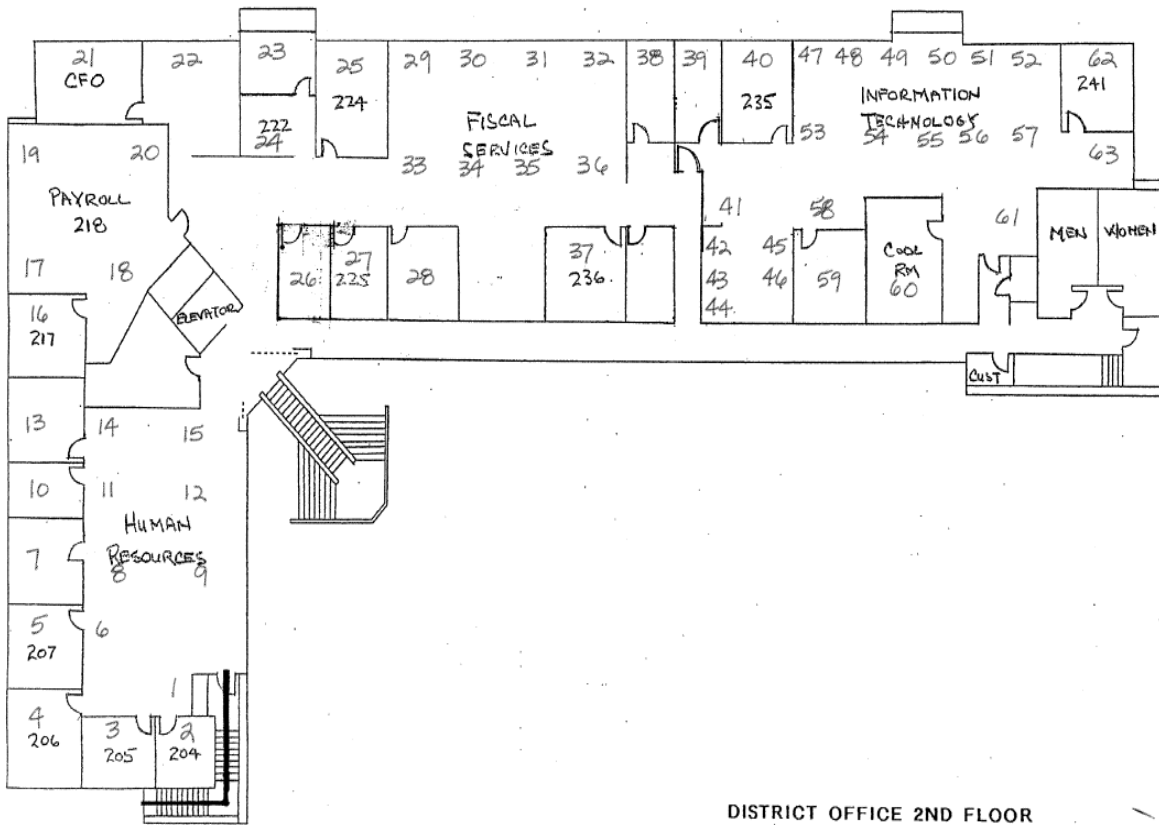 21 22 23 25 29 30 31 32 38 39 40 47 48 49 50 51 52 62
CFO
224
235
241
INFORMATION
TECHNOLOGY
222
24
FISCAL
SERVICES
53 54 55 56 57
63
19 20
33 34 35 36
PAYROLL
218
41 58 61
MEN WOMEN
17 18
26 27 28 37 42 45
225 236
43 46 59
COOL
RM
60
44
ELEVATOR
16
217
CUST
13 14 15
10 11 12
HUMAN
RESOURCES
7 8 9
5 6
207
1
4 3 2
206 205 204
DISTRICT OFFICE 2ND FLOOR